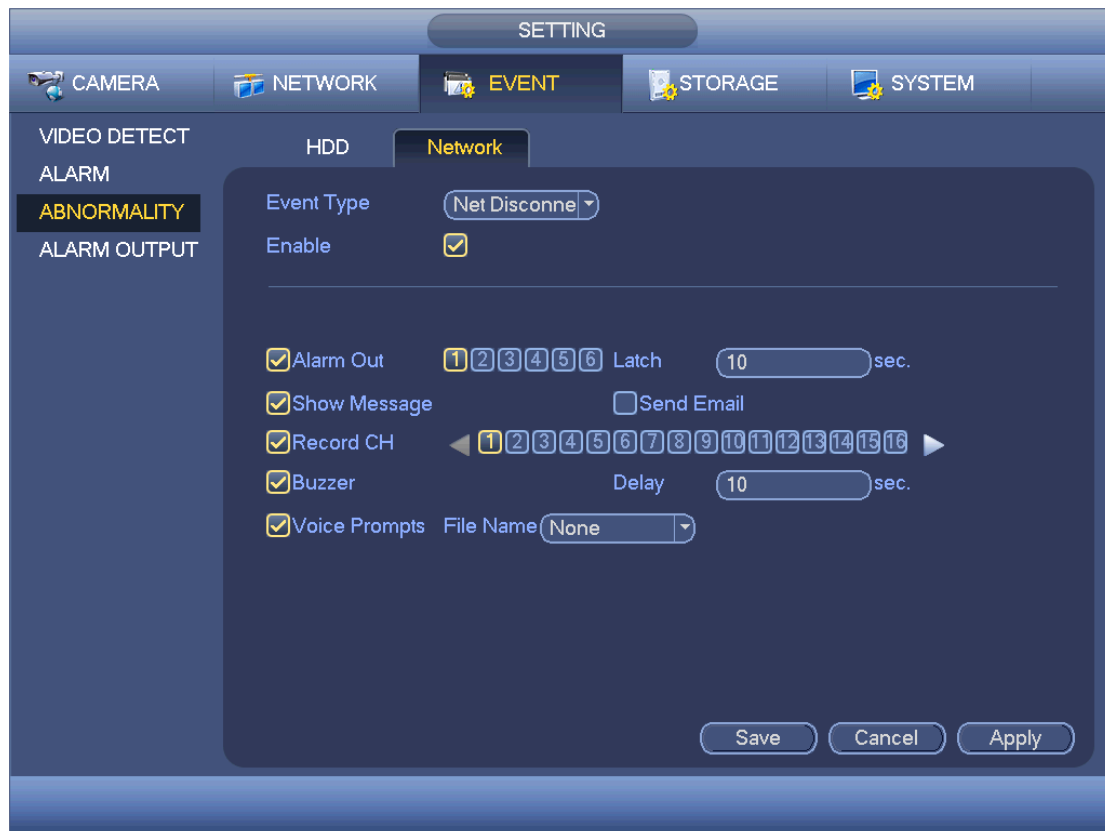 SETTING
CAMERA NETWORK EVENT STORAGE SYSTEM
VIDEO DETECT
ALARM
ABNORMALITY
ALARM OUTPUT
HDD Network
Event Type Net Disconne
Enable
Alarm Out 1 2 3 4 5 6 Latch 10 sec.
Show Message Send Email
Record CH 1 2 3 4 5 6 7 8 9 10 11 12 13 14 15 16
Buzzer Delay 10 sec.
Voice Prompts File Name None
Save Cancel Apply